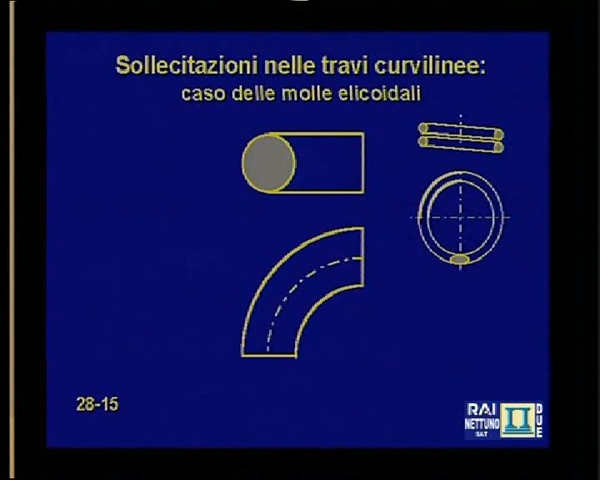 Sollecitazioni nelle travi curvilinee:
caso delle molle elicoidali
28-15
RAI
NETTUNO
SAT
DUE